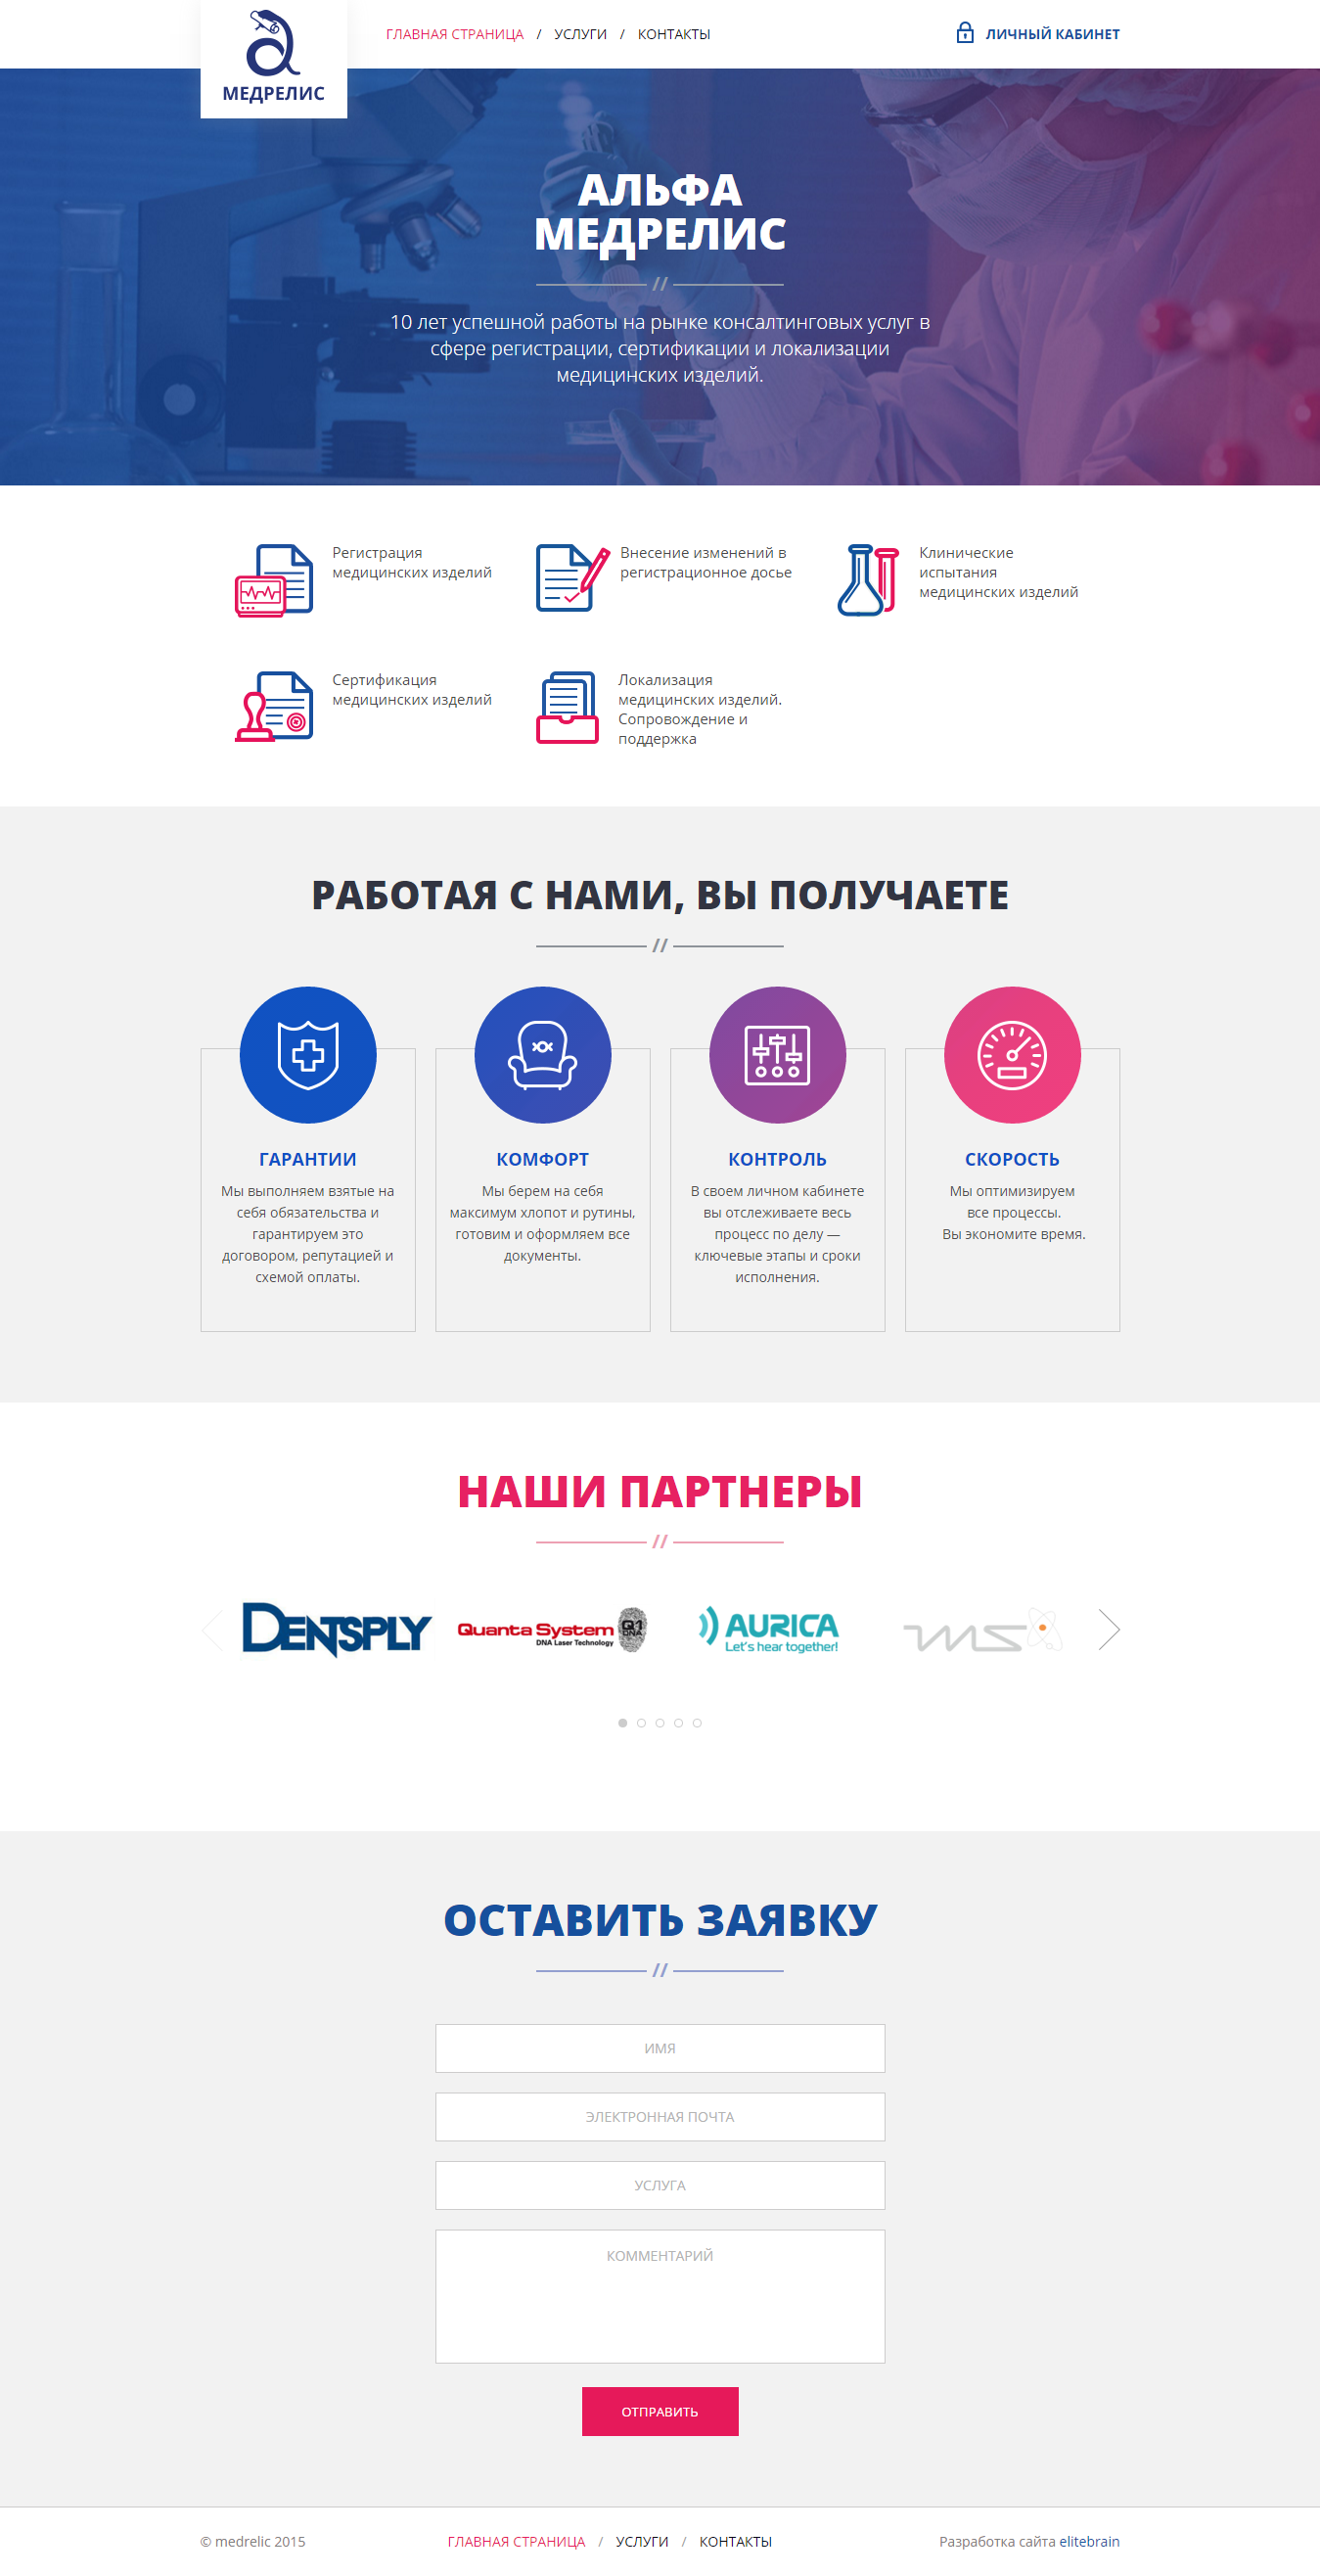 МЕДРЕЛИС
ГЛАВНАЯ СТРАНИЦА / УСЛУГИ / КОНТАКТЫ
ЛИЧНЫЙ КАБИНЕТ
АЛЬФА
МЕДРЕЛИС
//
10 лет успешной работы на рынке консалтинговых услуг в
сфере регистрации, сертификации и локализации
медицинских изделий.
Регистрация
медицинских изделий
Внесение изменений в
регистрационное досье
Клинические
испытания
медицинских изделий
Сертификация
медицинских изделий
Локализация
медицинских изделий.
Сопровождение и
поддержка
РАБОТАЯ С НАМИ, ВЫ ПОЛУЧАЕТЕ
//
ГАРАНТИИ
Мы выполняем взятые на
себя обязательства и
гарантируем это
договором, репутацией и
схемой оплаты.
КОМФОРТ
Мы берем на себя
максимум хлопот и рутины,
готовим и оформляем все
документы.
КОНТРОЛЬ
В своем личном кабинете
вы отслеживаете весь
процесс по делу —
ключевые этапы и сроки
исполнения.
СКОРОСТЬ
Мы оптимизируем
все процессы.
Вы экономите время.
НАШИ ПАРТНЕРЫ
//
DENTSPLY
Quanta System
DNA Laser Technology
Q1
DNA
AURICA
Let's hear together!
ms
ОСТАВИТЬ ЗАЯВКУ
//
ИМЯ
ЭЛЕКТРОННАЯ ПОЧТА
УСЛУГА
КОММЕНТАРИЙ
ОТПРАВИТЬ
© medrelic 2015
ГЛАВНАЯ СТРАНИЦА / УСЛУГИ / КОНТАКТЫ
Разработка сайта elitebrain